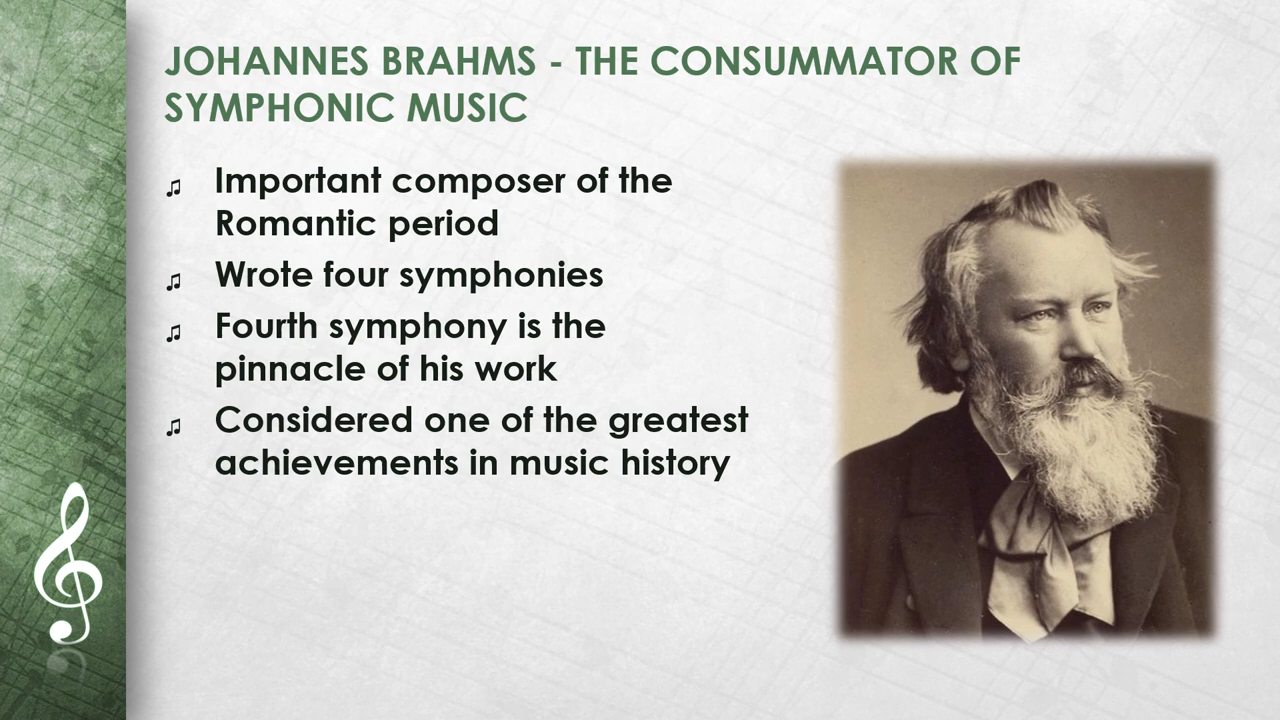 JOHANNES BRAHMS - THE CONSUMMATOR OF
SYMPHONIC MUSIC
♫ Important composer of the
Romantic period
♫ Wrote four symphonies
♫ Fourth symphony is the
pinnacle of his work
♫ Considered one of the greatest
achievements in music history